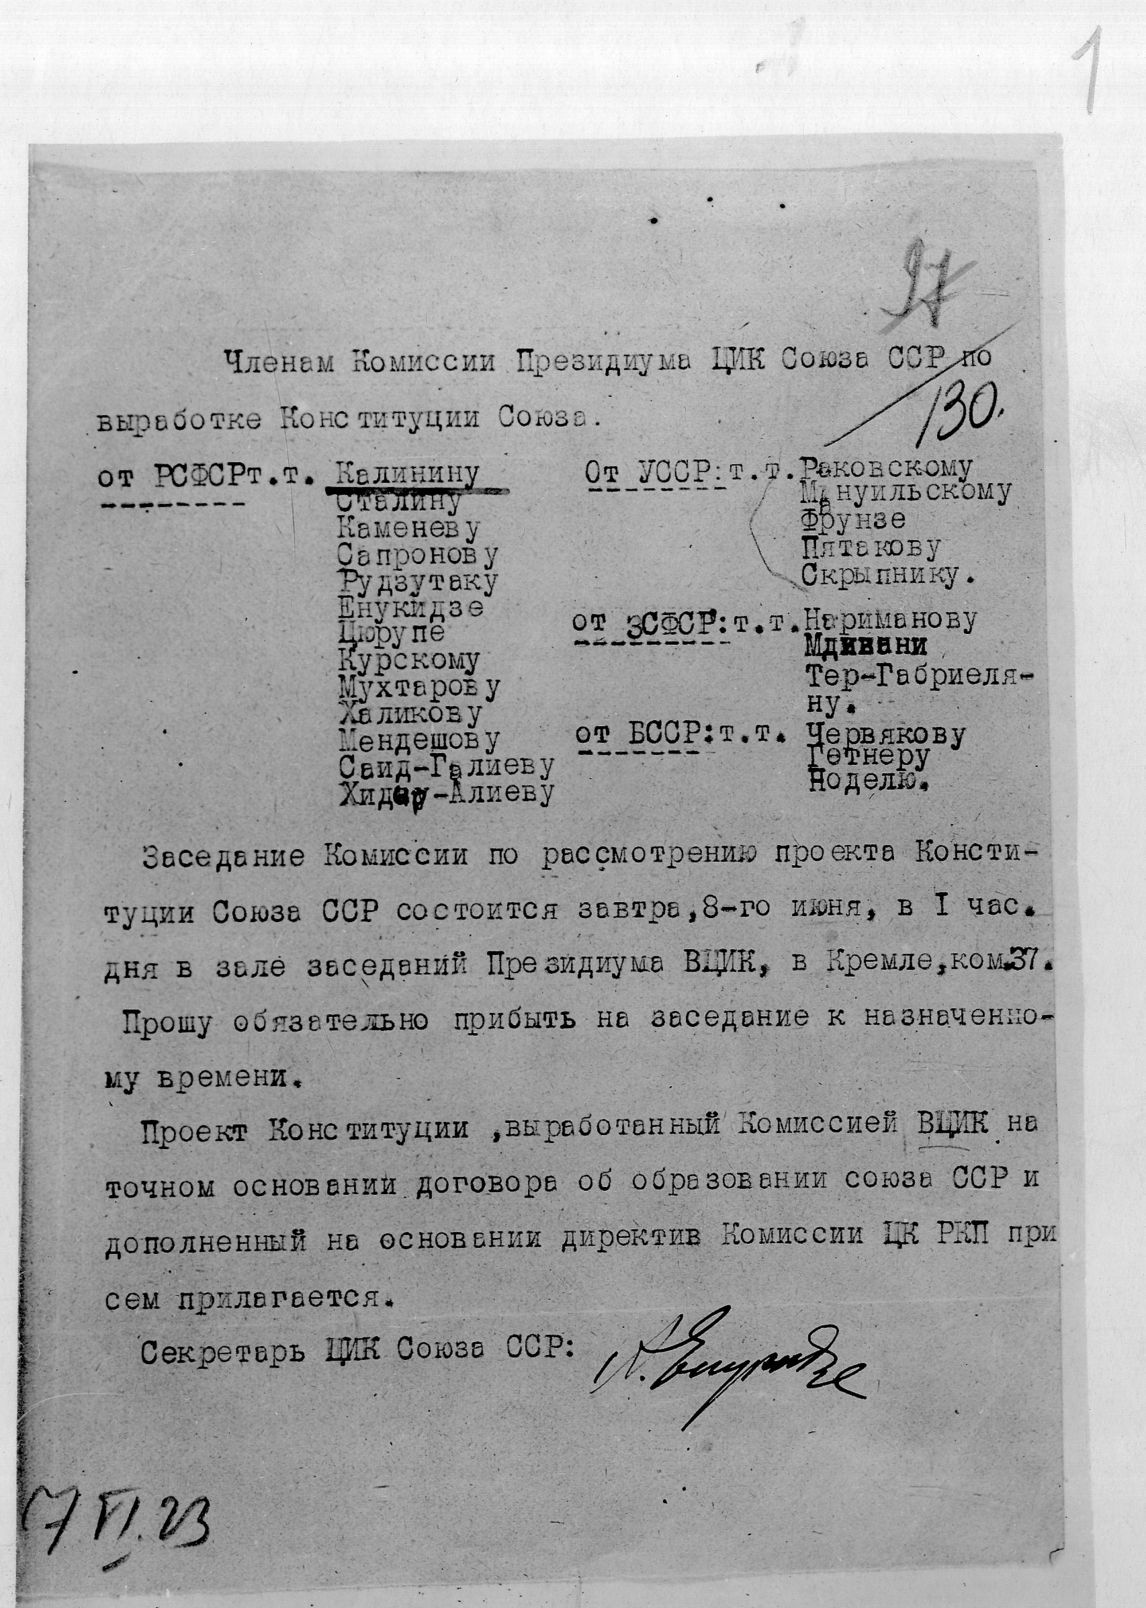 1
97
130.
Членам Комиссии Президиума ЦИК Союза ССР по
выработке Конституции Союза.
от РСФСР т.т. Калинину
Сталину
Каменеву
Сапронову
Рудзутаку
Енукидзе
Цюрупе
Курскому
Мухтарову
Халикову
Мендешову
Саид-Галиеву
Хидыр-Алиеву
От УССР: т.т. Раковскому
Мануильскому
Фрунзе
Пятакову
Скрыпнику.
от ЗСФСР: т.т. Нариманову
Мдивани
Тер-Габриеля-
ну.
от БССР: т.т. Червякову
Гетнеру
Ноделю.
Заседание Комиссии по рассмотрению проекта Консти-
туции Союза ССР состоится завтра, 8-го июня, в I час.
дня в зале заседаний Президиума ВЦИК, в Кремле, ком.37.
Прошу обязательно прибыть на заседание к назначенно-
му времени.
Проект Конституции ,выработанный Комиссией ВЦИК на
точном основании договора об образовании союза ССР и
дополненный на основании директив Комиссии ЦК РКП при
сем прилагается.
Секретарь ЦИК Союза ССР: А. Енукидзе
7 VI. 23